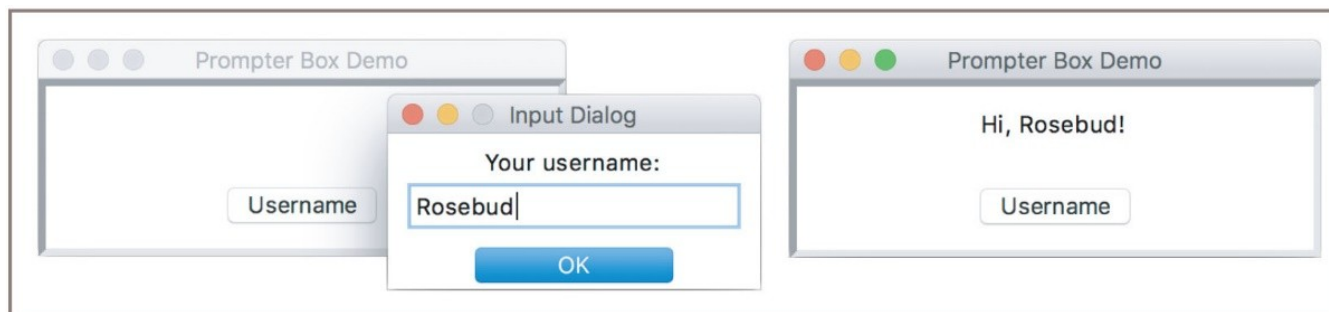 Prompter Box Demo
Username
Input Dialog
Your username:
Rosebud
OK
Prompter Box Demo
Hi, Rosebud!
Username